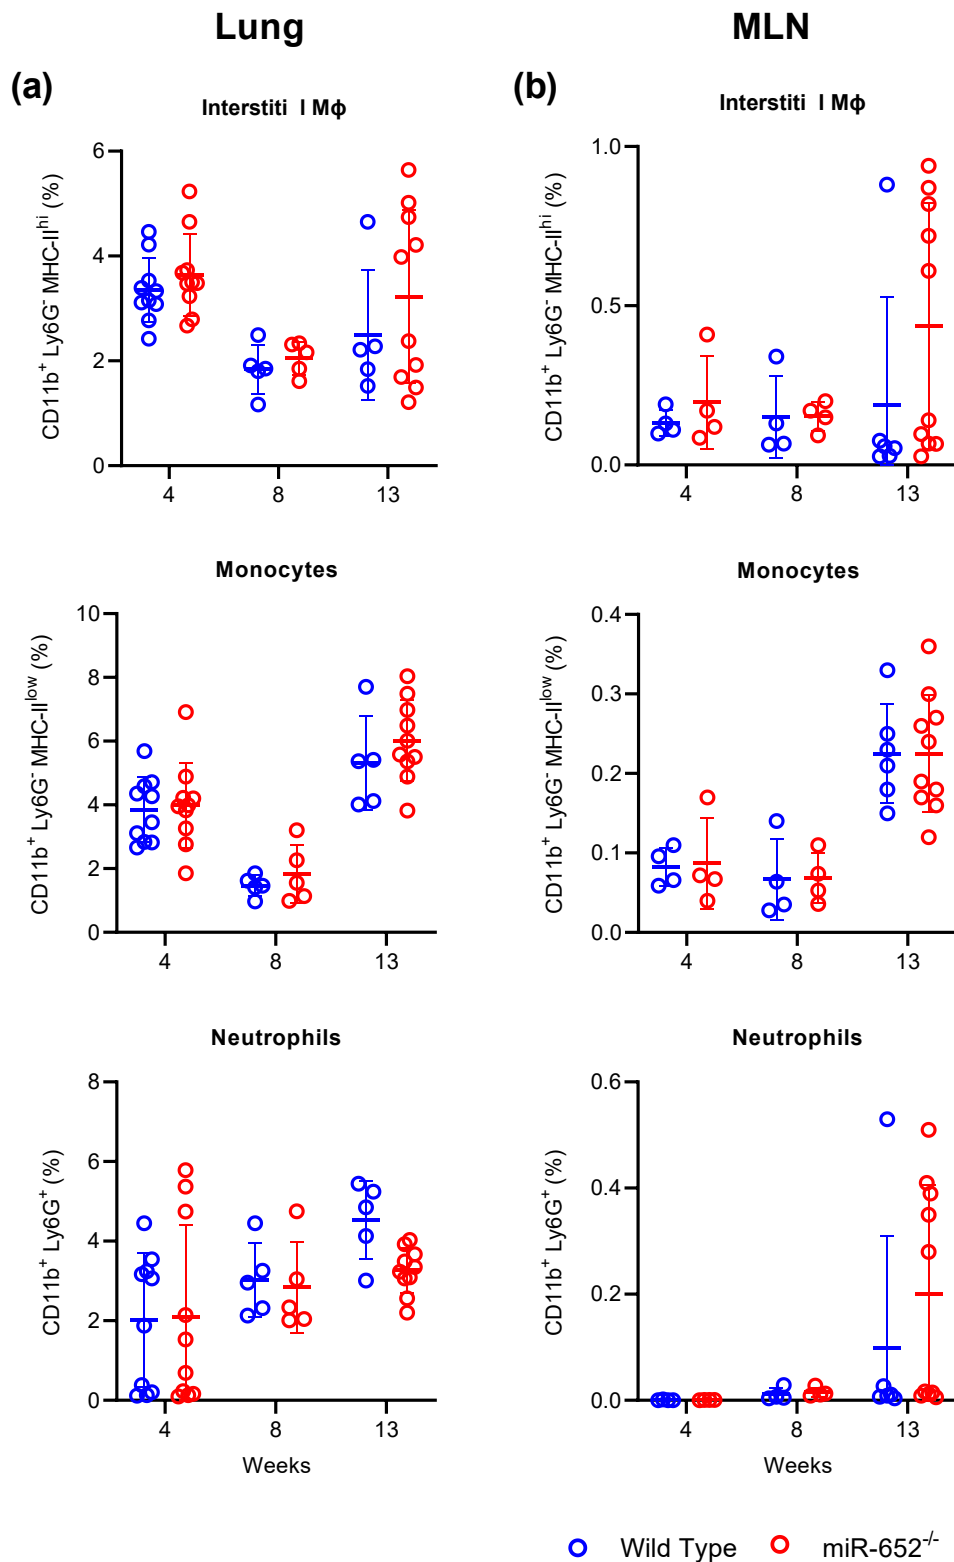 Lung
MLN
(a)
(b)
Interstiti l Mϕ
CD11b⁺ Ly6G⁻ MHC-IIʰⁱ (%)
6
4
2
0
4
8
13
Interstiti l Mϕ
CD11b⁺ Ly6G⁻ MHC-IIʰⁱ (%)
1.0
0.5
0.0
4
8
13
Monocytes
CD11b⁺ Ly6G⁻ MHC-IIˡᵒʷ (%)
10
8
6
4
2
0
4
8
13
Monocytes
CD11b⁺ Ly6G⁻ MHC-IIˡᵒʷ (%)
0.4
0.3
0.2
0.1
0.0
4
8
13
Neutrophils
CD11b⁺ Ly6G⁺ (%)
8
6
4
2
0
4
8
13
Weeks
Neutrophils
CD11b⁺ Ly6G⁺ (%)
0.6
0.4
0.2
0.0
4
8
13
Weeks
Wild Type
miR-652⁻/⁻